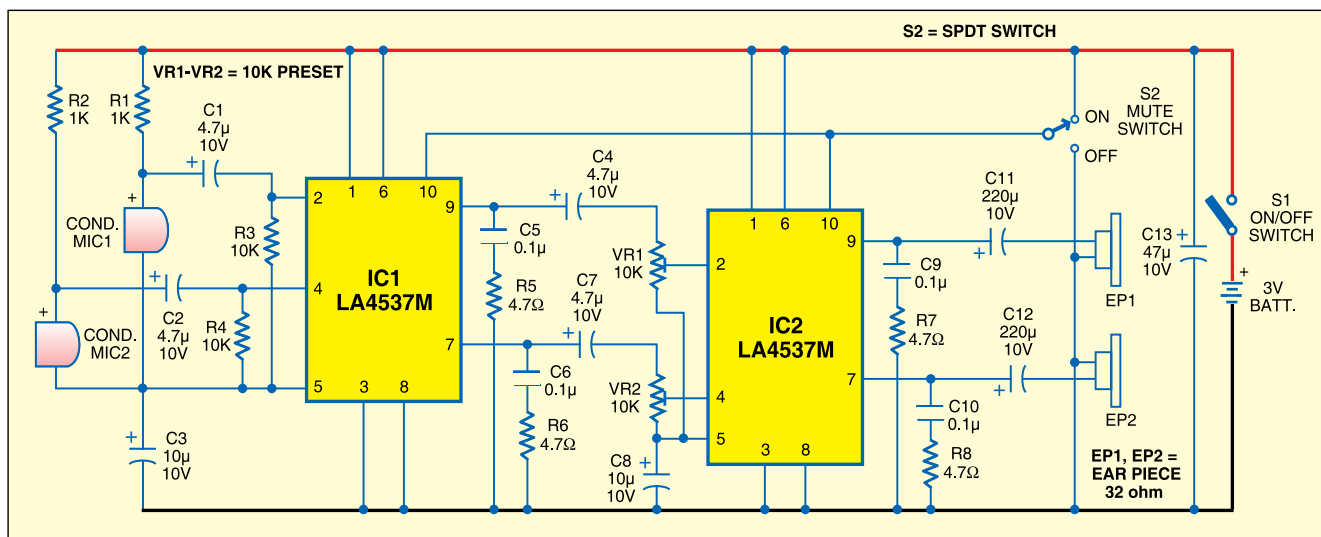 S2 = SPDT SWITCH
VR1-VR2 = 10K PRESET
R2
1K
R1
1K
C1
4.7µ
10V
+
+
COND.
MIC1
R3
10K
+
COND.
MIC2
+
C2
4.7µ
10V
R4
10K
+
C3
10µ
10V
1
6
10
2
4
5
3
8
9
7
IC1
LA4537M
C5
0.1µ
R5
4.7Ω
C4
4.7µ
10V
+
C7
4.7µ
10V
+
C6
0.1µ
R6
4.7Ω
VR1
10K
VR2
10K
C8
10µ
10V
+
1
6
10
2
4
5
3
8
9
7
IC2
LA4537M
C9
0.1µ
R7
4.7Ω
C10
0.1µ
R8
4.7Ω
C11
220µ
10V
+
C12
220µ
10V
+
ON
OFF
S2
MUTE
SWITCH
EP1
EP2
EP1, EP2 =
EAR PIECE
32 ohm
C13
47µ
10V
+
S1
ON/OFF
SWITCH
+
3V
BATT.